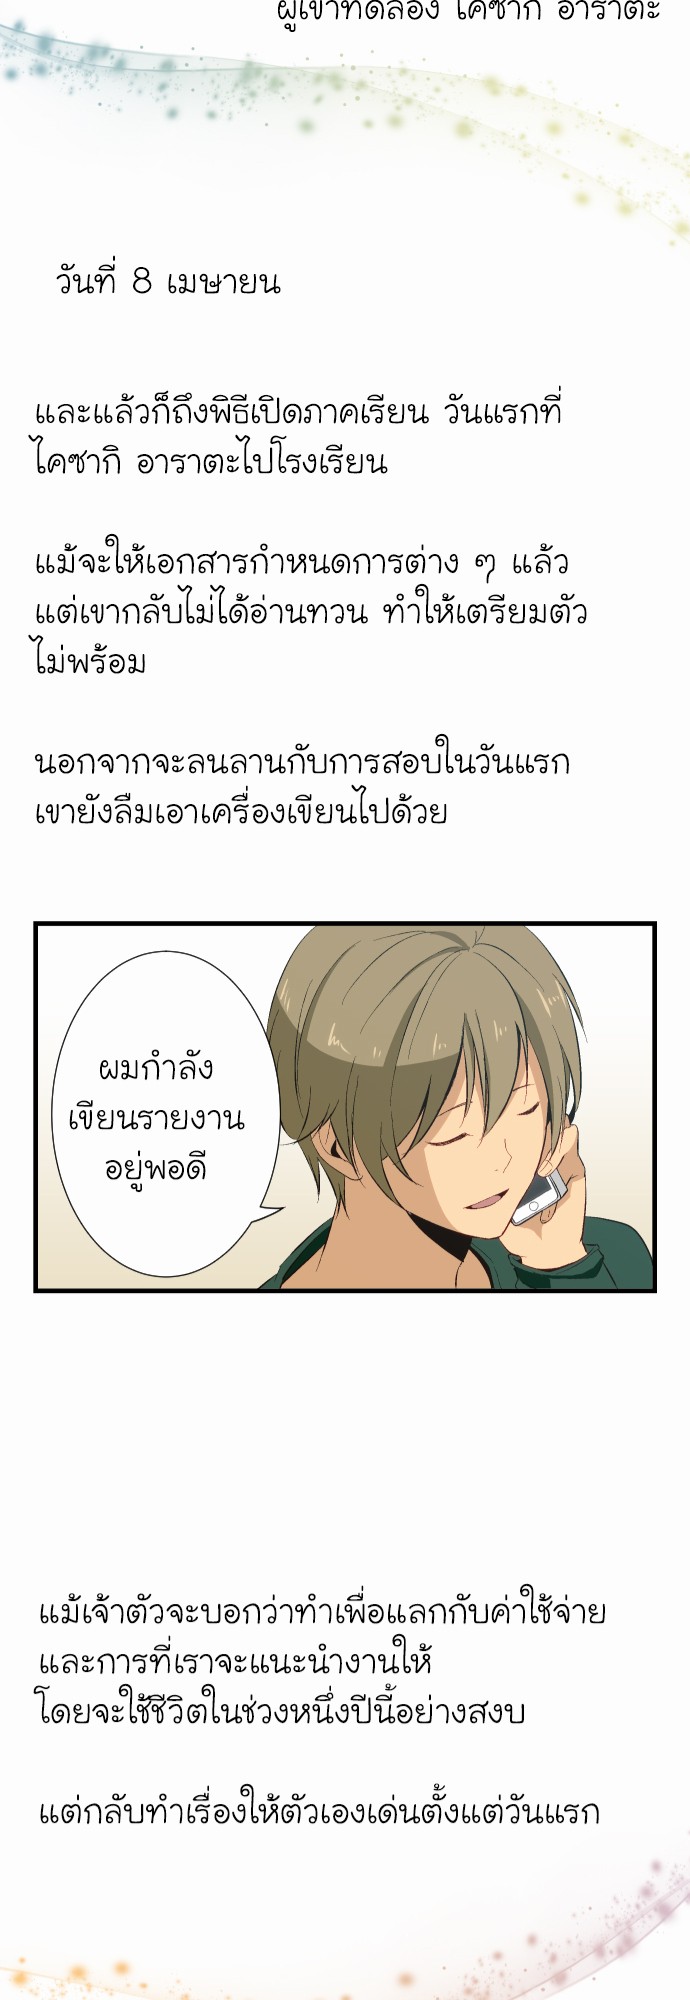 ผู้เข้าทดลอง ไคซากิ อาราตะ
วันที่ 8 เมษายน
และแล้วก็ถึงพิธีเปิดภาคเรียน วันแรกที่
ไคซากิ อาราตะไปโรงเรียน
แม้จะให้เอกสารกำหนดการต่าง ๆ แล้ว
แต่เขากลับไม่ได้อ่านทวน ทำให้เตรียมตัว
ไม่พร้อม
นอกจากจะลนลานกับการสอบในวันแรก
เขายังลืมเอาเครื่องเขียนไปด้วย
ผมกำลัง
เขียนรายงาน
อยู่พอดี
แม้เจ้าตัวจะบอกว่าทำเพื่อแลกกับค่าใช้จ่าย
และการที่เราจะแนะนำงานให้
โดยจะใช้ชีวิตในช่วงหนึ่งปีนี้อย่างสงบ
แต่กลับทำเรื่องให้ตัวเองเด่นตั้งแต่วันแรก